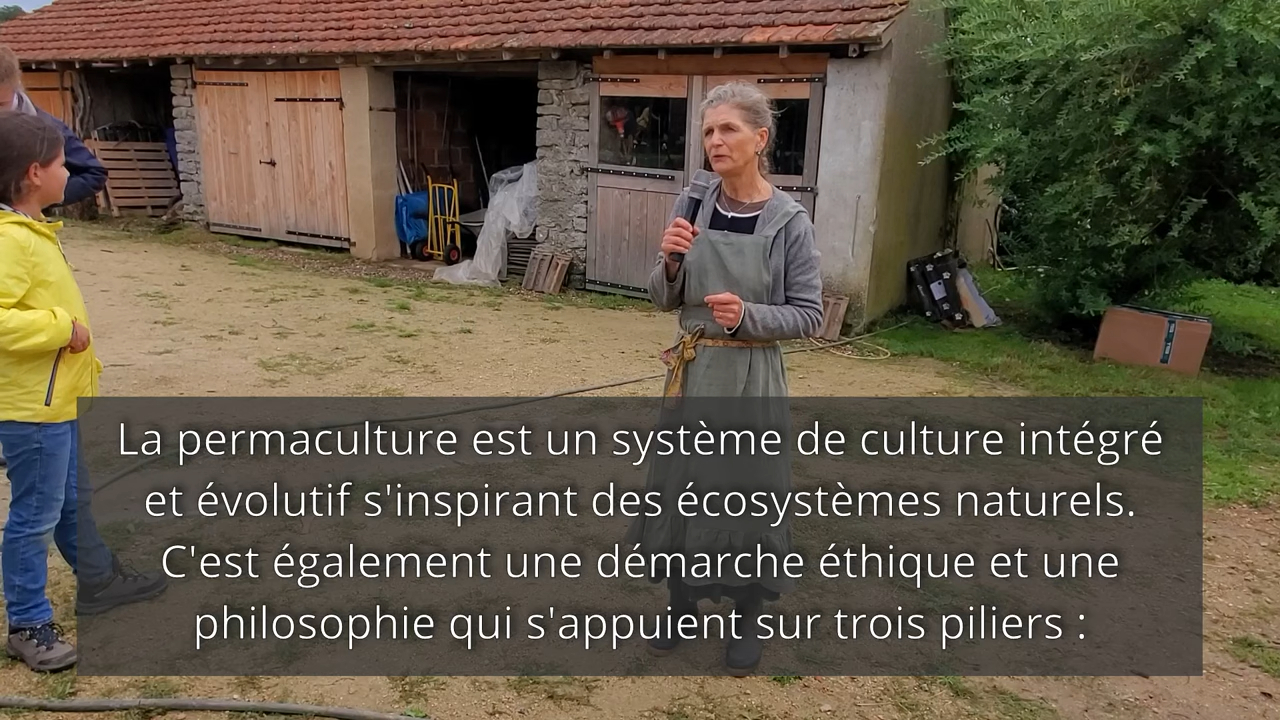 La permaculture est un système de culture intégré
et évolutif s'inspirant des écosystèmes naturels.
C'est également une démarche éthique et une
philosophie qui s'appuient sur trois piliers :